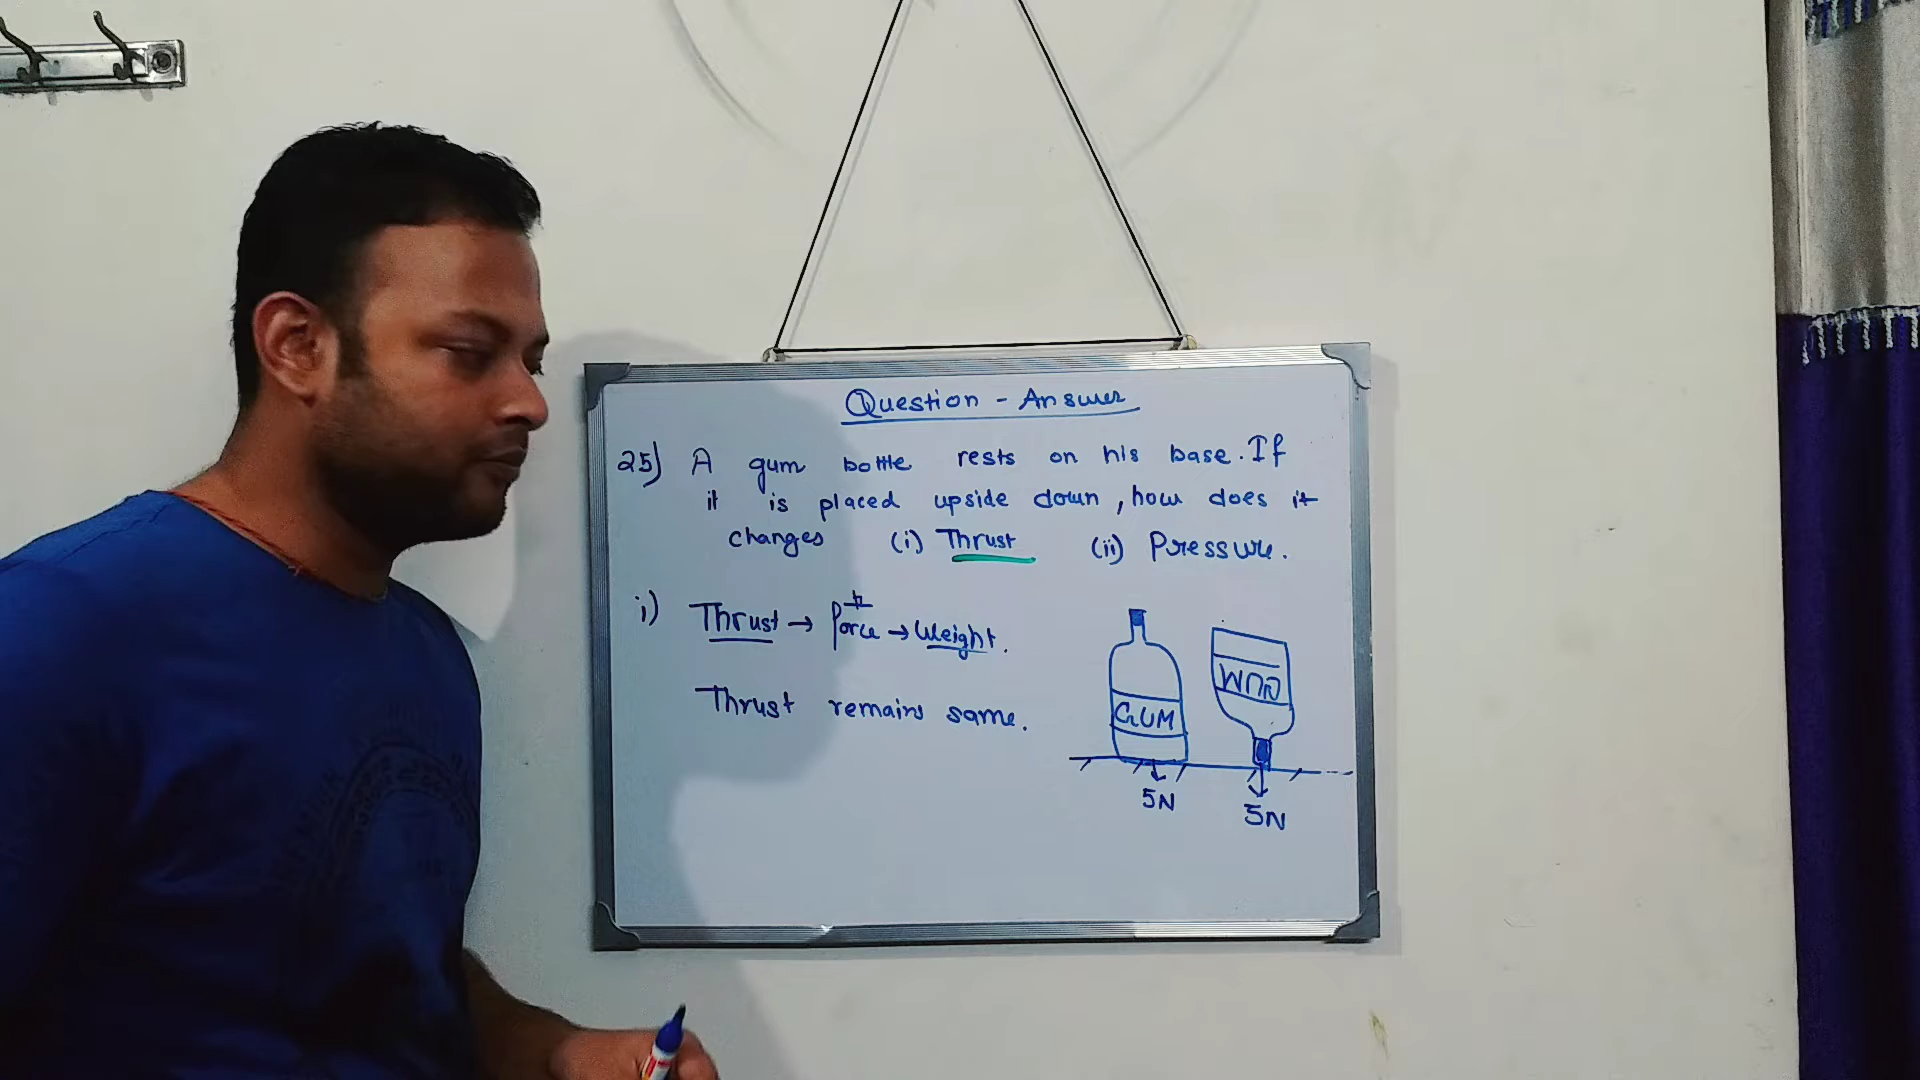 Question - Answer
25) A gum bottle rests on his base. If
it is placed upside down, how does it
changes (i) Thrust (ii) Pressure.
i) Thrust → force → Weight.
Thrust remains same.
GUM
GUM
5N
5N